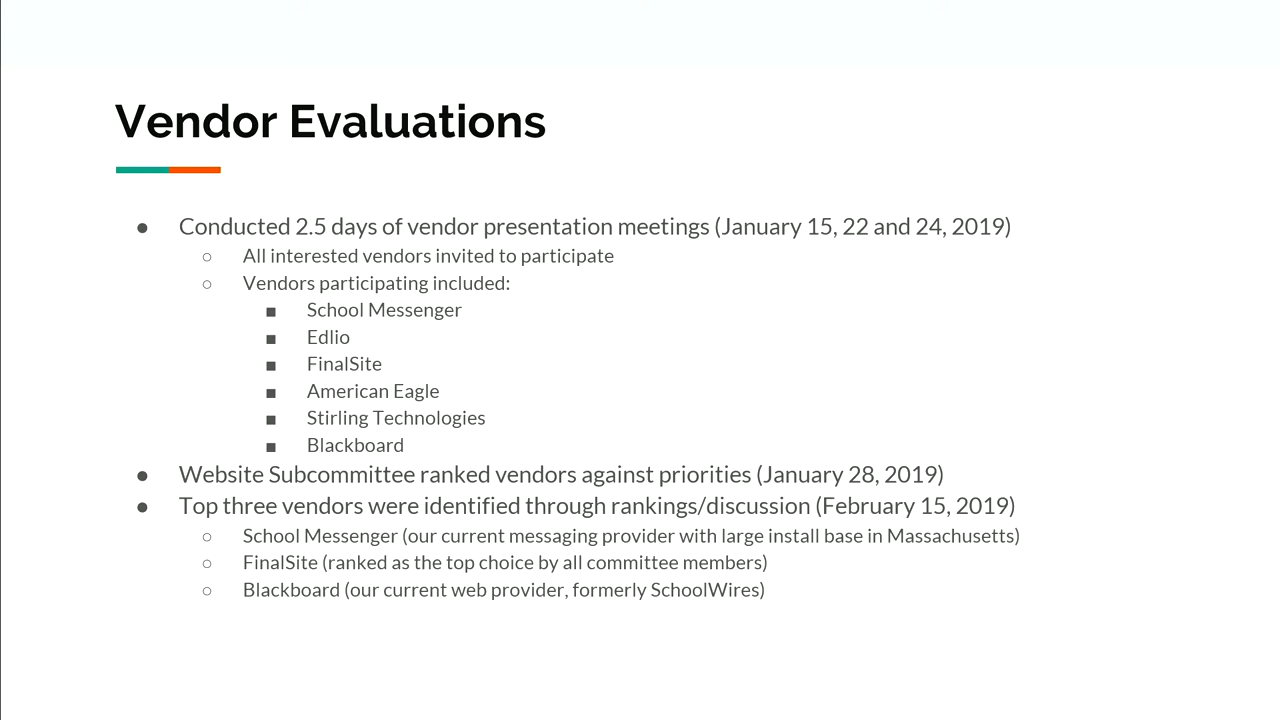 Vendor Evaluations
● Conducted 2.5 days of vendor presentation meetings (January 15, 22 and 24, 2019)
○ All interested vendors invited to participate
○ Vendors participating included:
■ School Messenger
■ Edlio
■ FinalSite
■ American Eagle
■ Stirling Technologies
■ Blackboard
● Website Subcommittee ranked vendors against priorities (January 28, 2019)
● Top three vendors were identified through rankings/discussion (February 15, 2019)
○ School Messenger (our current messaging provider with large install base in Massachusetts)
○ FinalSite (ranked as the top choice by all committee members)
○ Blackboard (our current web provider, formerly SchoolWires)